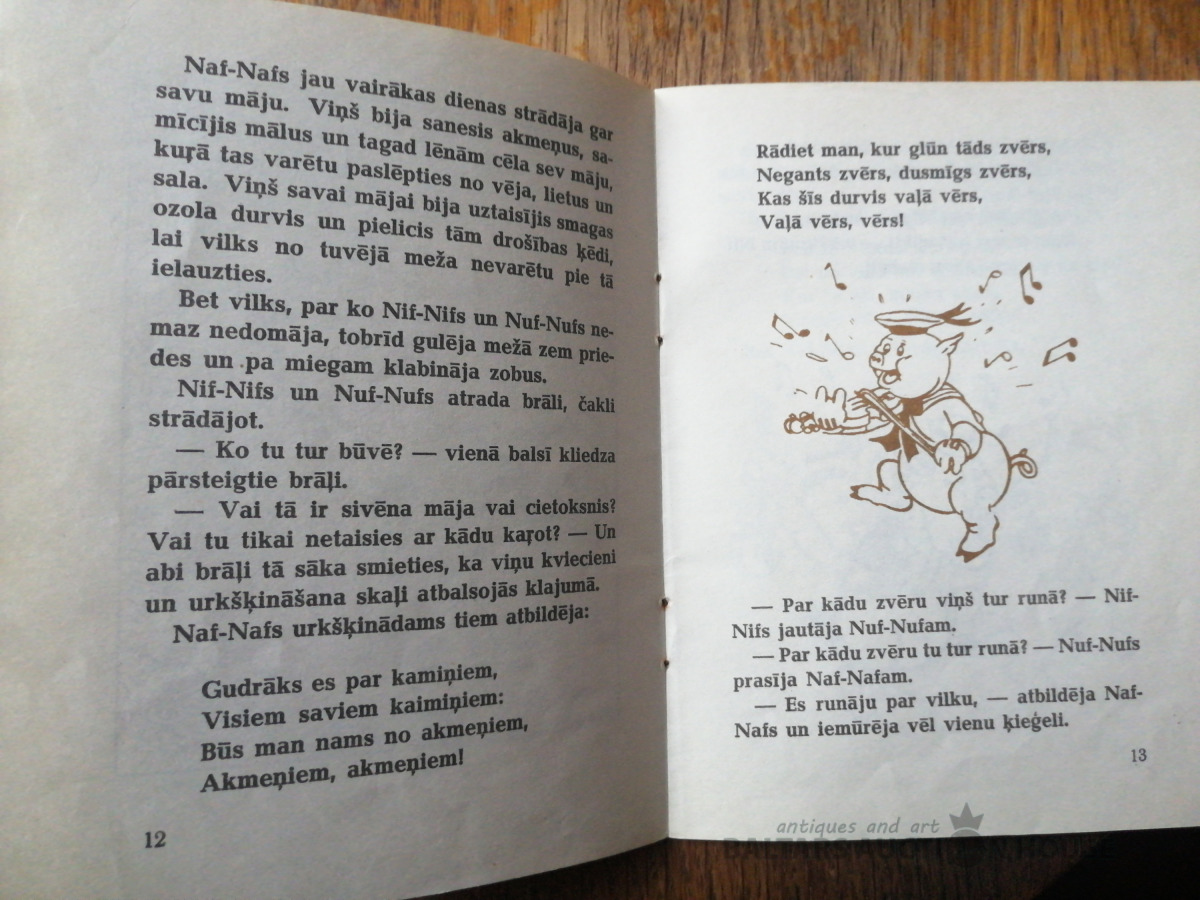 Naf-Nafs jau vairākas dienas strādāja gar
savu māju. Viņš bija sanesis akmeņus, sa-
mīcījis mālus un tagad lēnām cēla sev māju,
kuŗā tas varētu paslēpties no vēja, lietus un
sala. Viņš savai mājai bija uztaisījis smagas
ozola durvis un pielicis tām drošības ķēdi,
lai vilks no tuvējā meža nevarētu pie tā
ielauzties.
Bet vilks, par ko Nif-Nifs un Nuf-Nufs ne-
maz nedomāja, tobrīd gulēja mežā zem prie-
des un pa miegam klabināja zobus.
Nif-Nifs un Nuf-Nufs atrada brāli, čakli
strādājot.
— Ko tu tur būvē? — vienā balsī kliedza
pārsteigtie brāļi.
— Vai tā ir sivēna māja vai cietoksnis?
Vai tu tikai netaisies ar kādu kaŗot? — Un
abi brāļi tā sāka smieties, ka viņu kviecieni
un urkšķināšana skaļi atbalsojās klajumā.
Naf-Nafs urkšķinādams tiem atbildēja:
Gudrāks es par kamiņiem,
Visiem saviem kaimiņiem:
Būs man nams no akmeņiem,
Akmeņiem, akmeņiem!
12
Rādiet man, kur glūn tāds zvērs,
Negants zvērs, dusmīgs zvērs,
Kas šīs durvis vaļā vērs,
Vaļā vērs, vērs!
— Par kādu zvēru viņš tur runā? — Nif-
Nifs jautāja Nuf-Nufam.
— Par kādu zvēru tu tur runā? — Nuf-Nufs
prasīja Naf-Nafam.
— Es runāju par vilku, — atbildēja Naf-
Nafs un iemūrēja vēl vienu ķieģeli.
13
antiques and art